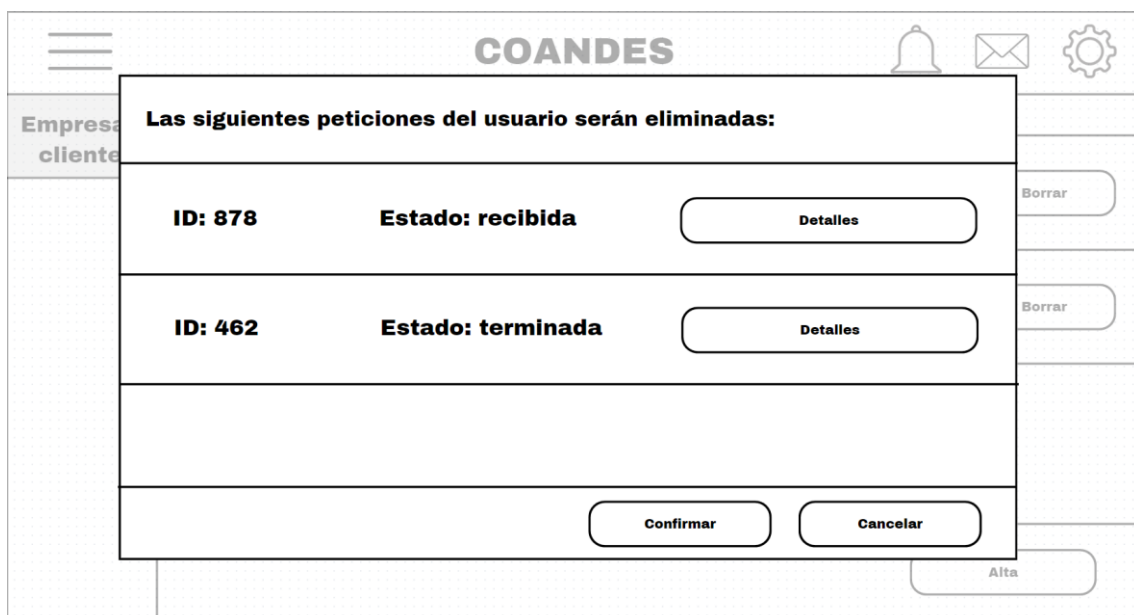 COANDES
Empresa
cliente
Las siguientes peticiones del usuario serán eliminadas:
ID: 878 Estado: recibida Detalles
Borrar
ID: 462 Estado: terminada Detalles
Borrar
Confirmar Cancelar
Alta